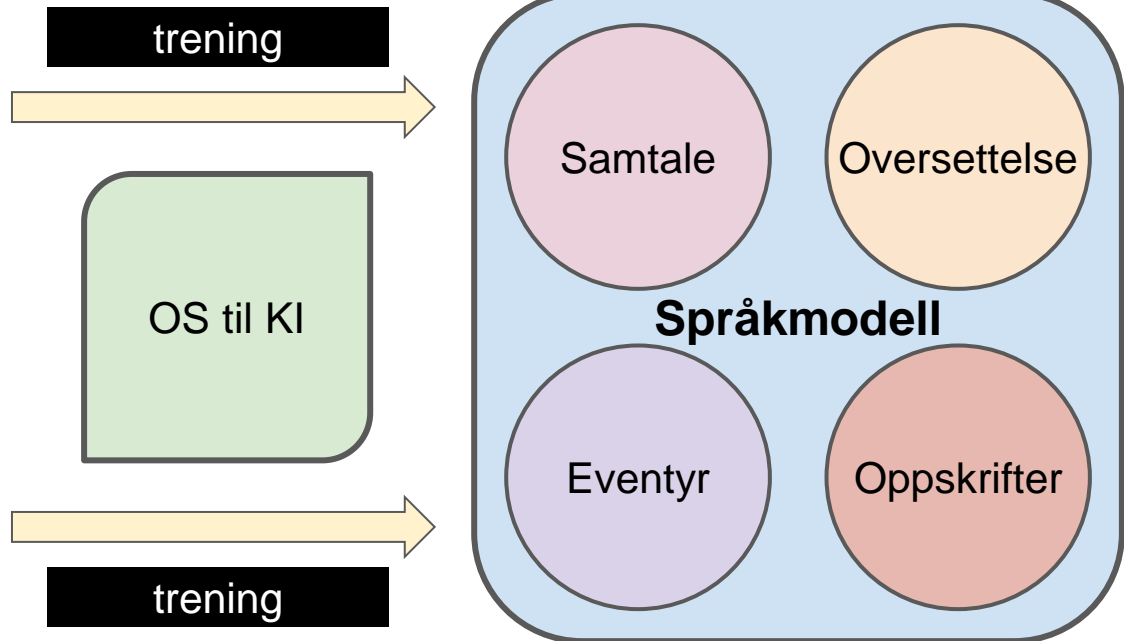 trening
Samtale
Oversettelse
OS til KI
Språkmodell
Eventyr
Oppskrifter
trening